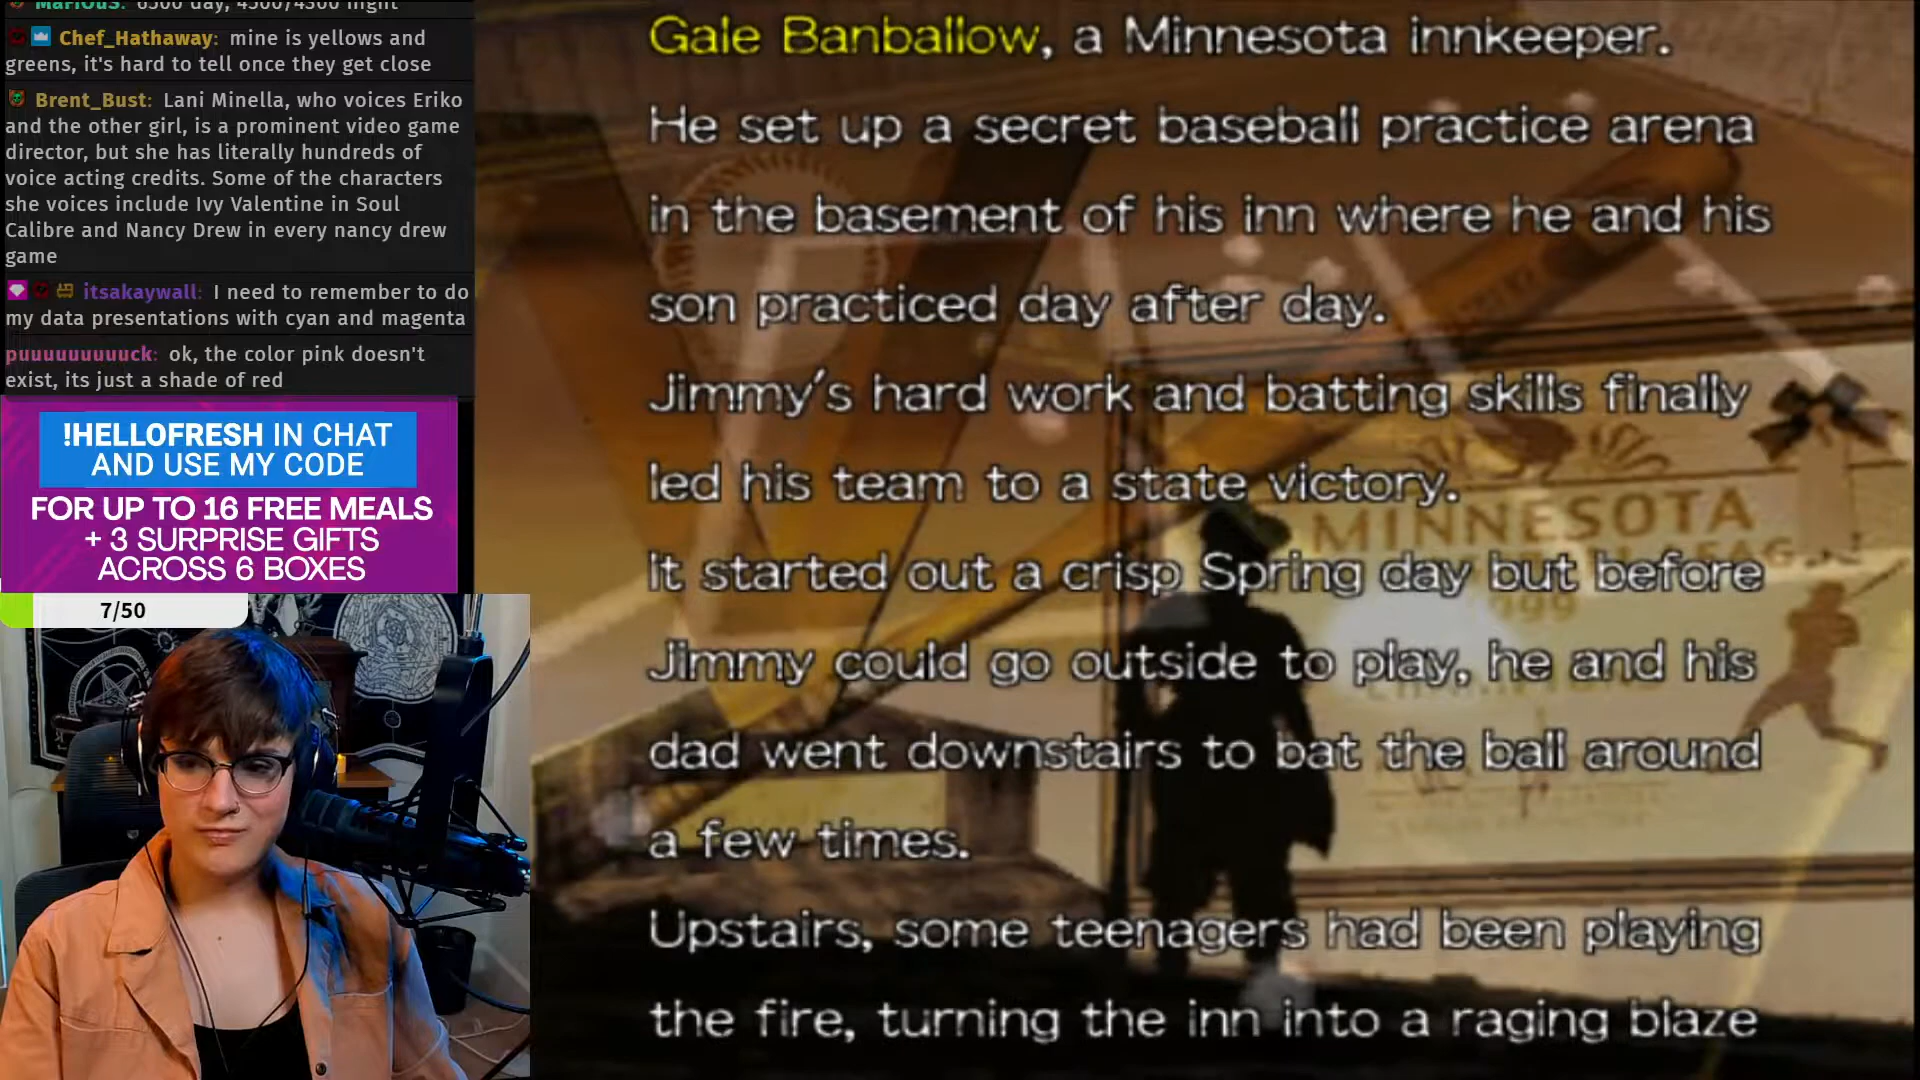 MaFiOuS: 6500 day, 4500/4300 night
Chef_Hathaway: mine is yellows and
greens, it's hard to tell once they get close
Brent_Bust: Lani Minella, who voices Eriko
and the other girl, is a prominent video game
director, but she has literally hundreds of
voice acting credits. Some of the characters
she voices include Ivy Valentine in Soul
Calibre and Nancy Drew in every nancy drew
game
itsakaywall: I need to remember to do
my data presentations with cyan and magenta
puuuuuuuuuck: ok, the color pink doesn't
exist, its just a shade of red
!HELLOFRESH IN CHAT
AND USE MY CODE
FOR UP TO 16 FREE MEALS
+ 3 SURPRISE GIFTS
ACROSS 6 BOXES
7/50
Gale Banballow, a Minnesota innkeeper.
He set up a secret baseball practice arena
in the basement of his inn where he and his
son practiced day after day.
Jimmy's hard work and batting skills finally
led his team to a state victory.
It started out a crisp Spring day but before
Jimmy could go outside to play, he and his
dad went downstairs to bat the ball around
a few times.
Upstairs, some teenagers had been playing
the fire, turning the inn into a raging blaze
MINNESOTA